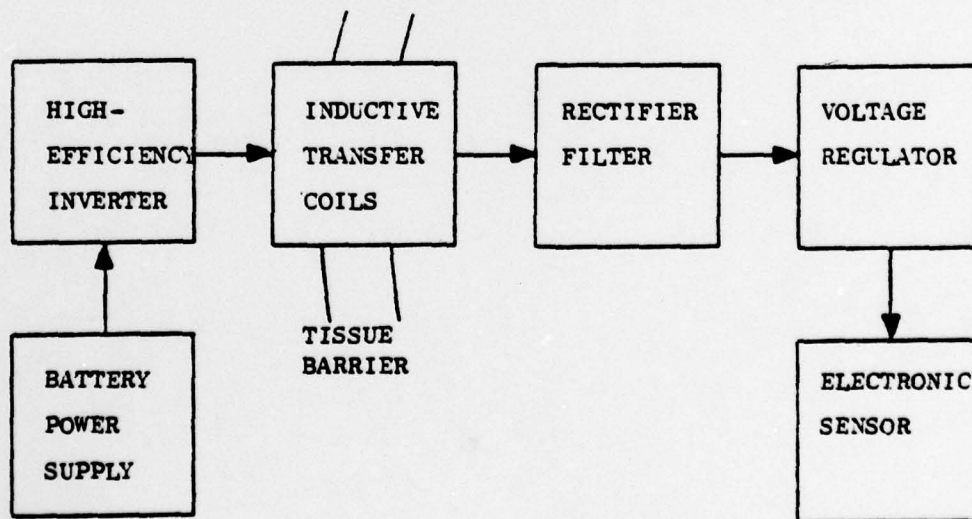 HIGH-
EFFICIENCY
INVERTER
INDUCTIVE
TRANSFER
COILS
RECTIFIER
FILTER
VOLTAGE
REGULATOR
TISSUE
BARRIER
BATTERY
POWER
SUPPLY
ELECTRONIC
SENSOR